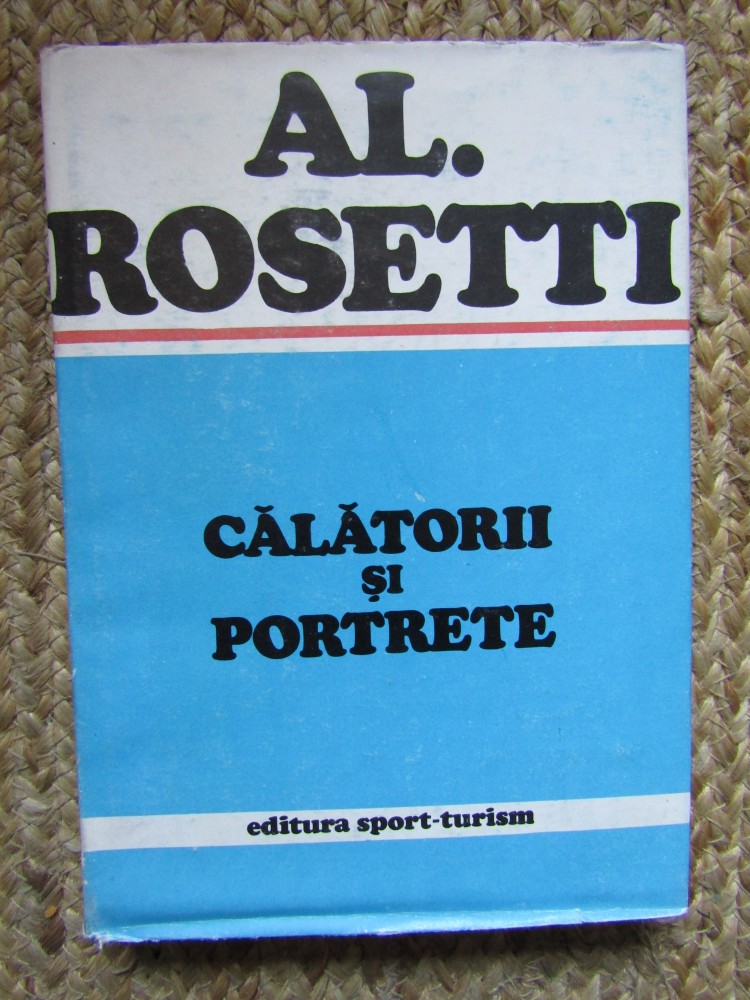 AL.
ROSETTI
CĂLĂTORII
ȘI
PORTRETE
editura sport-turism